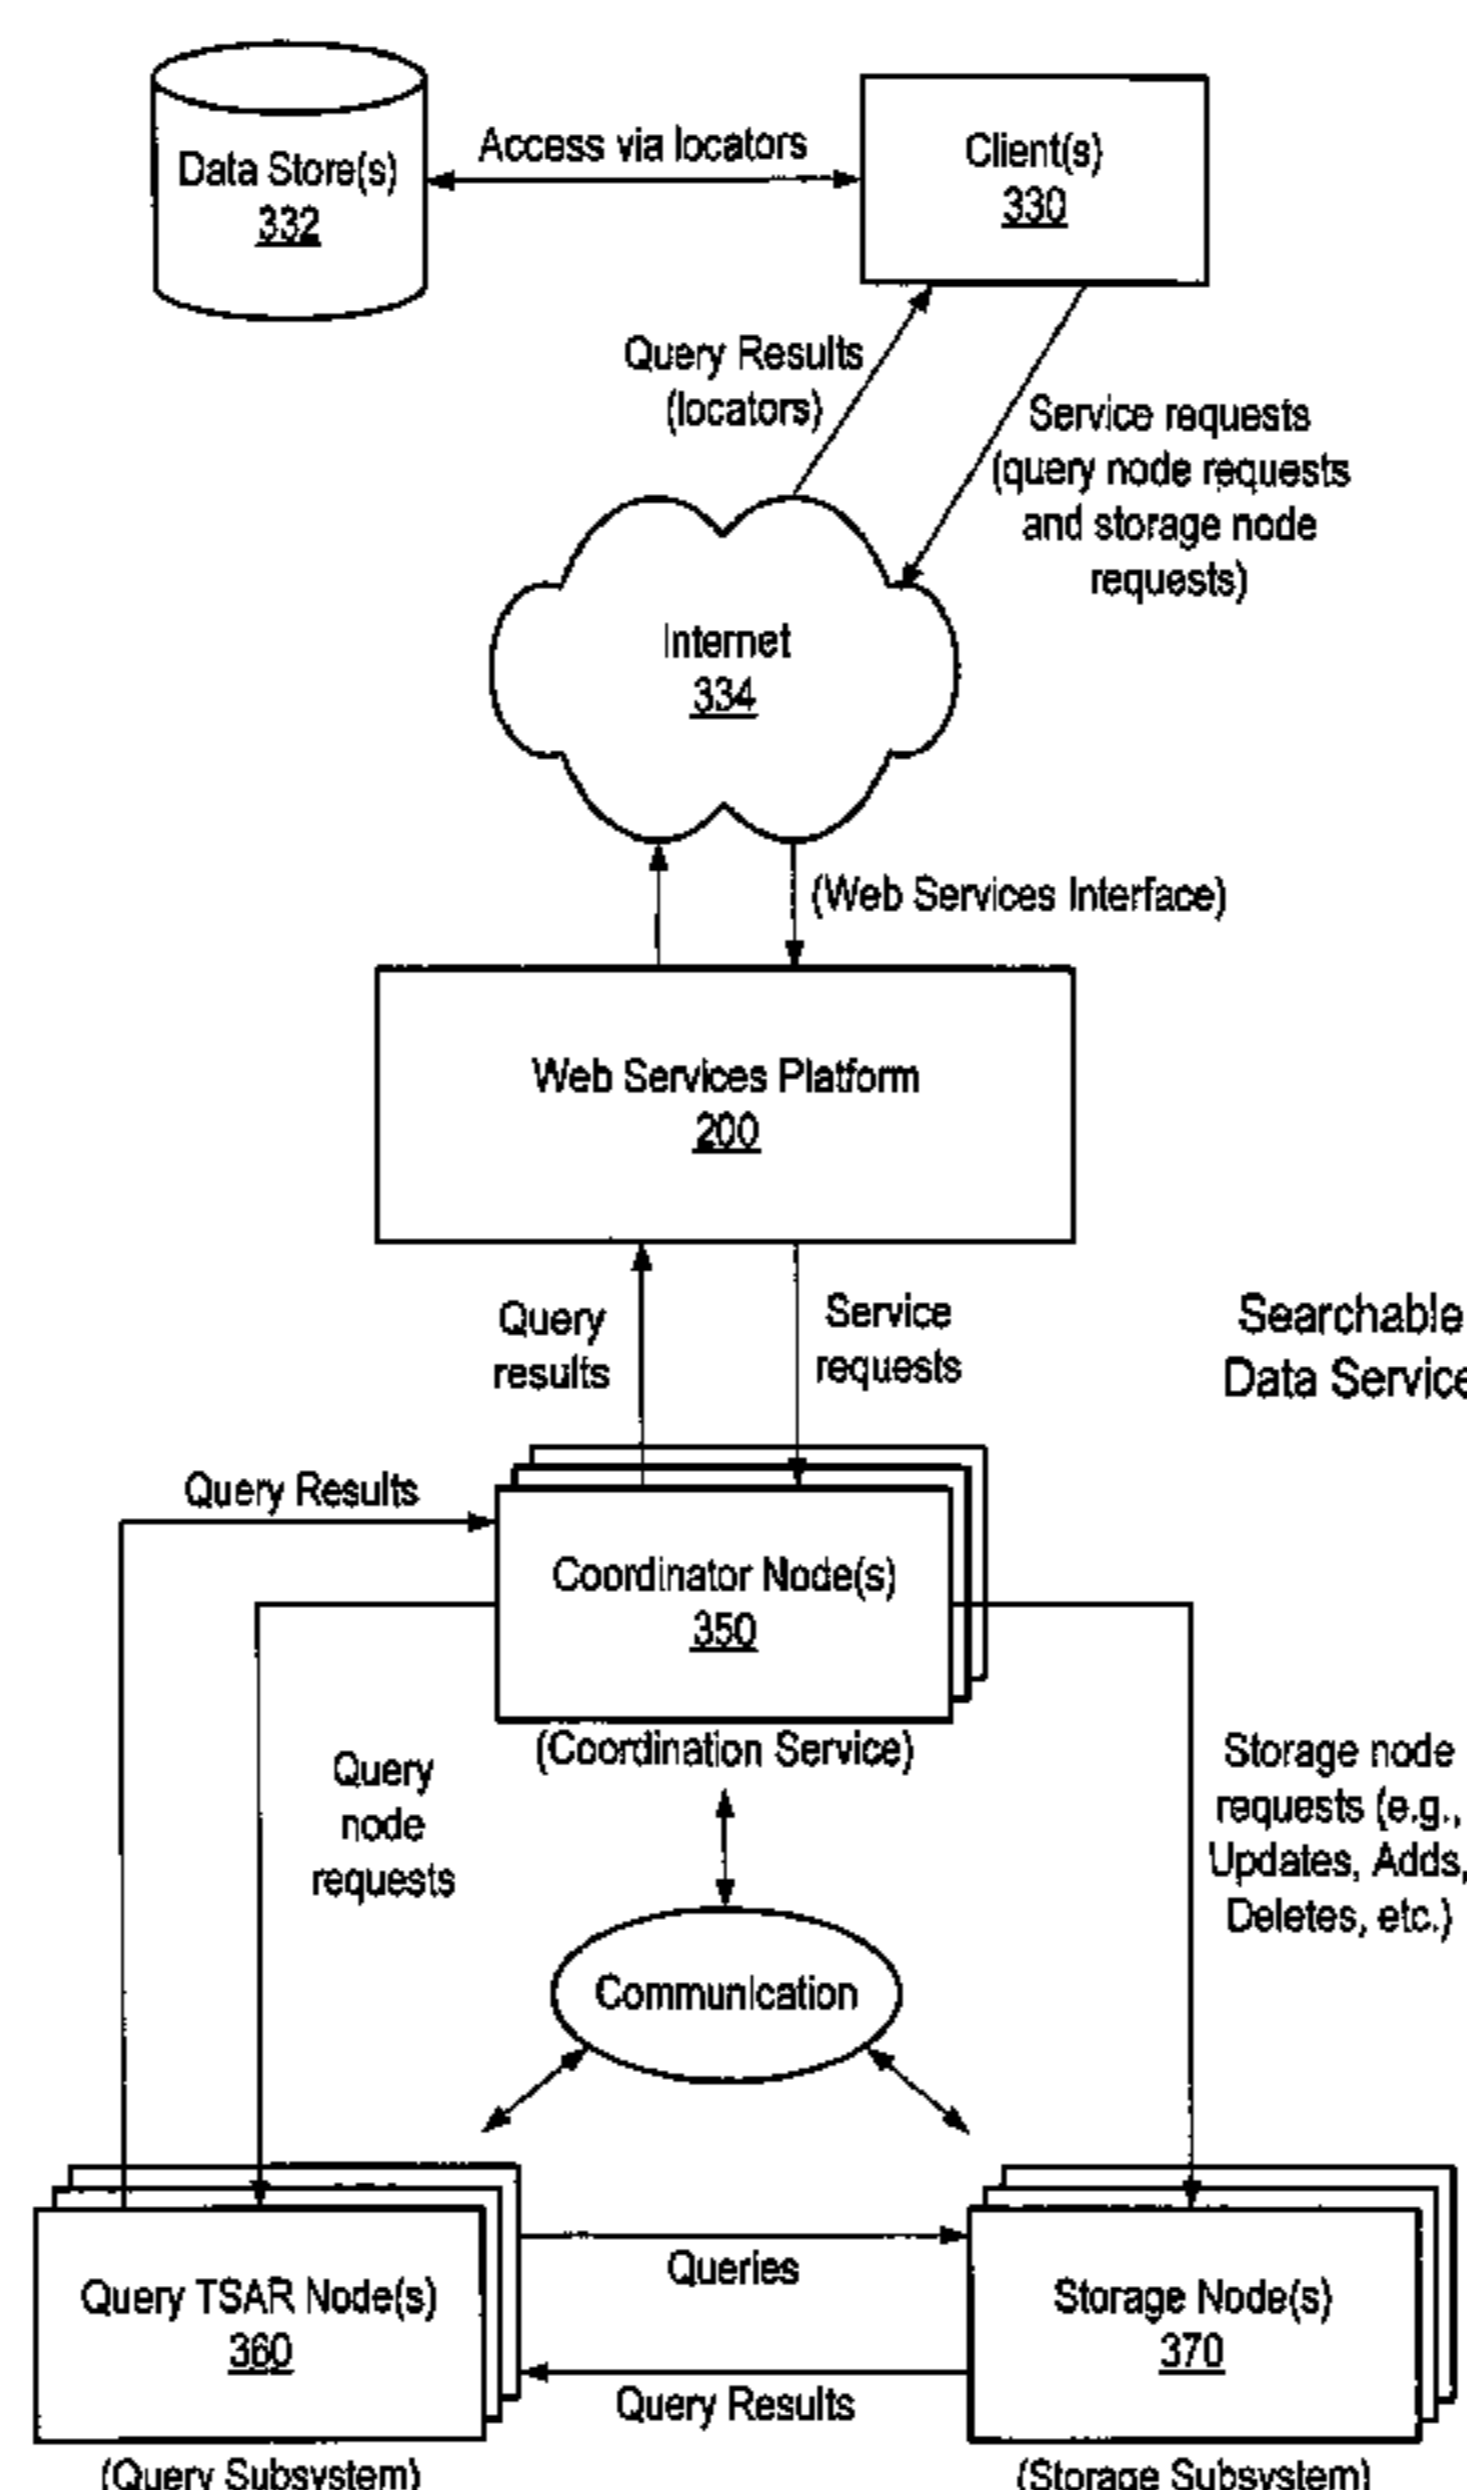 Data Store(s)
332
Access via locators
Client(s)
330
Query Results
(locators)
Service requests
(query node requests
and storage node
requests)
Internet
334
(Web Services Interface)
Web Services Platform
200
Query
results
Service
requests
Searchable
Data Service
Query Results
Coordinator Node(s)
350
(Coordination Service)
Query
node
requests
Storage node
requests (e.g.,
Updates, Adds,
Deletes, etc.)
Communication
Queries
Query TSAR Node(s)
360
Storage Node(s)
370
Query Results
(Query Subsystem)
(Storage Subsystem)